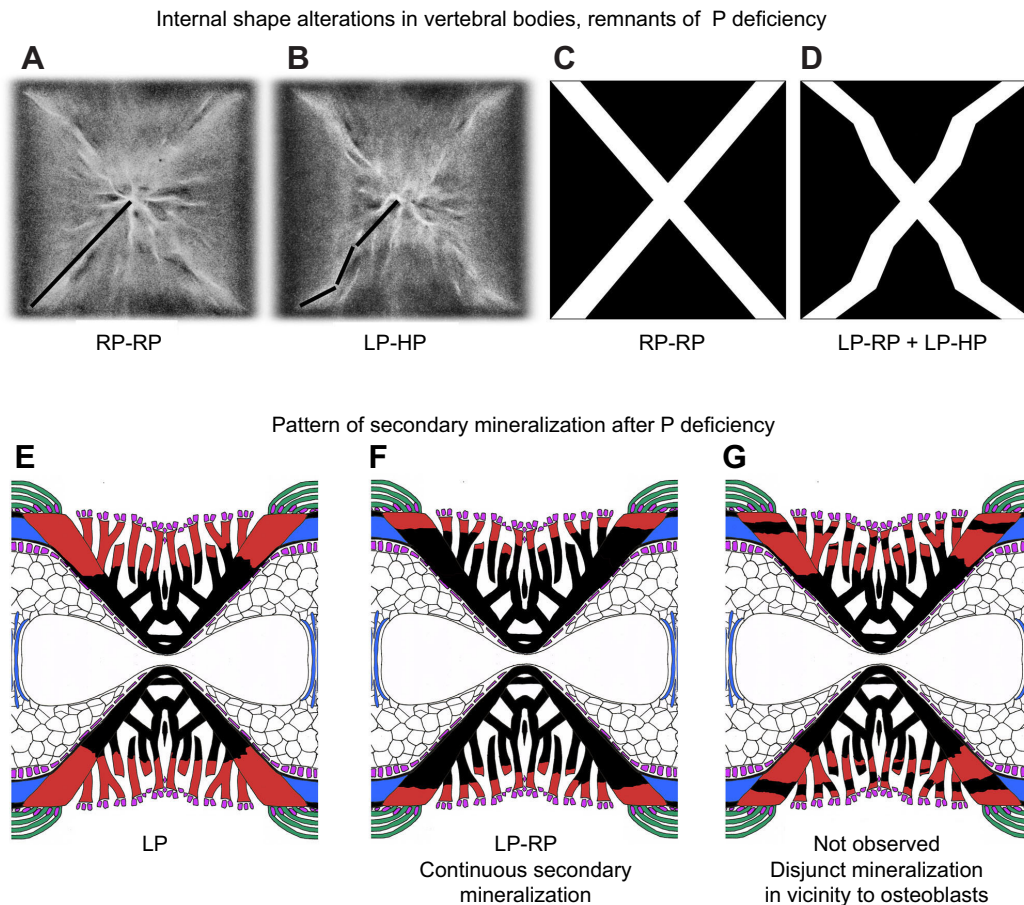 Internal shape alterations in vertebral bodies, remnants of P deficiency
A
B
C
D
RP-RP
LP-HP
RP-RP
LP-RP + LP-HP
Pattern of secondary mineralization after P deficiency
E
F
G
LP
LP-RP
Continuous secondary
mineralization
Not observed
Disjunct mineralization
in vicinity to osteoblasts